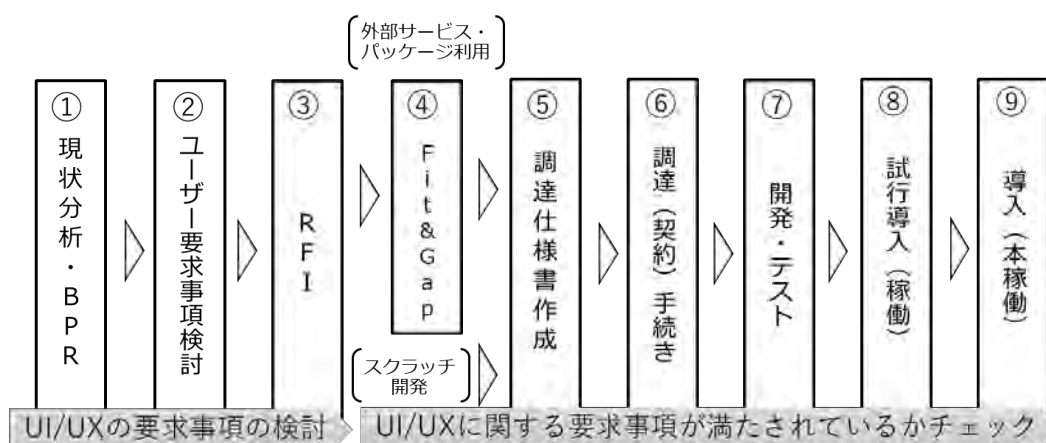 外部サービス・
パッケージ利用
① 現状分析・BPR
② ユーザー要求事項検討
③ RFI
④ Fit&Gap
スクラッチ
開発
⑤ 調達仕様書作成
⑥ 調達（契約）手続き
⑦ 開発・テスト
⑧ 試行導入（稼働）
⑨ 導入（本稼働）
UI/UXの要求事項の検討
UI/UXに関する要求事項が満たされているかチェック